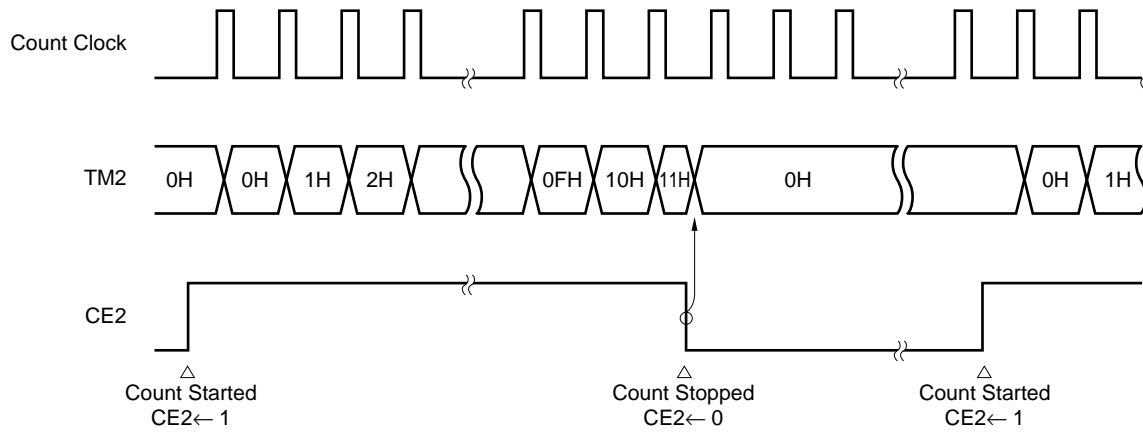 Count Clock
TM2
0H
0H
1H
2H
0FH
10H
11H
0H
0H
1H
CE2
Count Started
CE2← 1
Count Stopped
CE2← 0
Count Started
CE2← 1